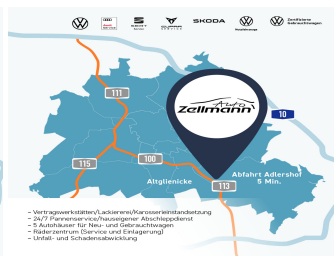 SEAT
CUPRA
SERVICE
SKODA
Nutzfahrzeuge
Zertifizierte
Gebrauchtwagen
111
Auto
Zellmann
10
115
100
Altglienicke
Abfahrt Adlershof
5 Min.
113
- Vertragswerkstätten/Lackiererei/Karosserieinstandsetzung
- 24/7 Pannenservice/hauseigener Abschleppdienst
- 5 Autohäuser für Neu- und Gebrauchtwagen
- Räderzentrum (Service und Einlagerung)
- Unfall- und Schadensabwicklung